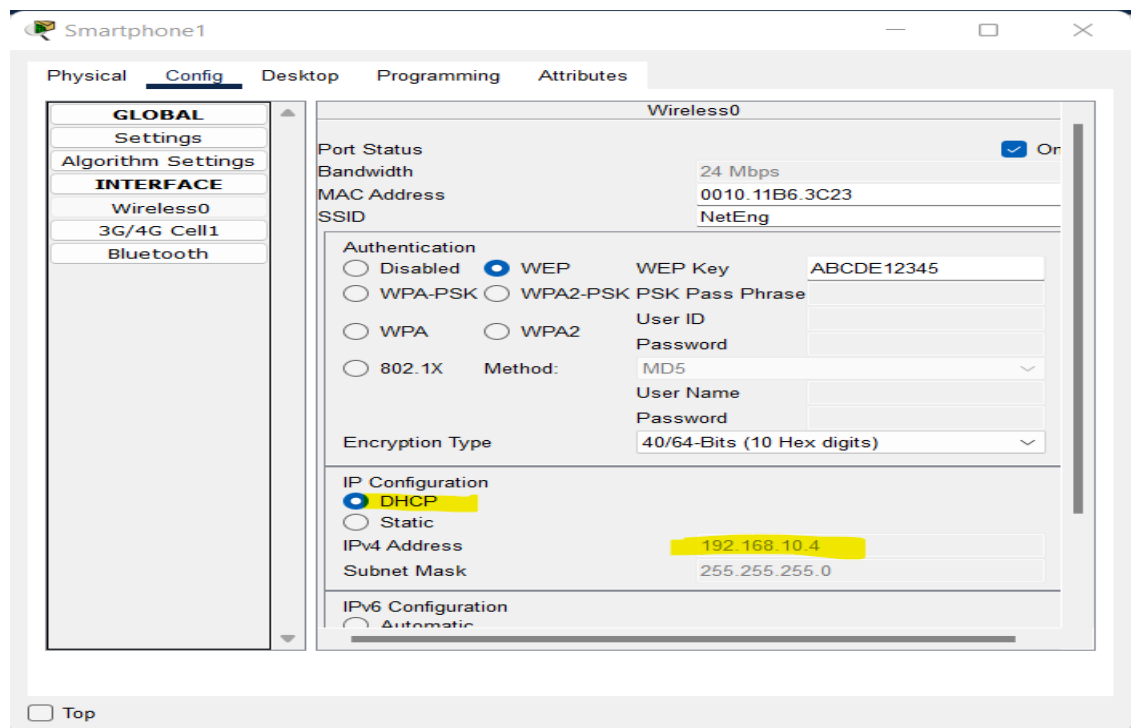 Smartphone1
Physical Config Desktop Programming Attributes
GLOBAL
Settings
Algorithm Settings
INTERFACE
Wireless0
3G/4G Cell1
Bluetooth
Wireless0
Port Status On
Bandwidth 24 Mbps
MAC Address 0010.11B6.3C23
SSID NetEng
Authentication
Disabled WEP WEP Key ABCDE12345
WPA-PSK WPA2-PSK PSK Pass Phrase
User ID
WPA WPA2
Password
802.1X Method: MD5
User Name
Password
Encryption Type 40/64-Bits (10 Hex digits)
IP Configuration
DHCP
Static
IPv4 Address 192.168.10.4
Subnet Mask 255.255.255.0
IPv6 Configuration
Automatic
Top